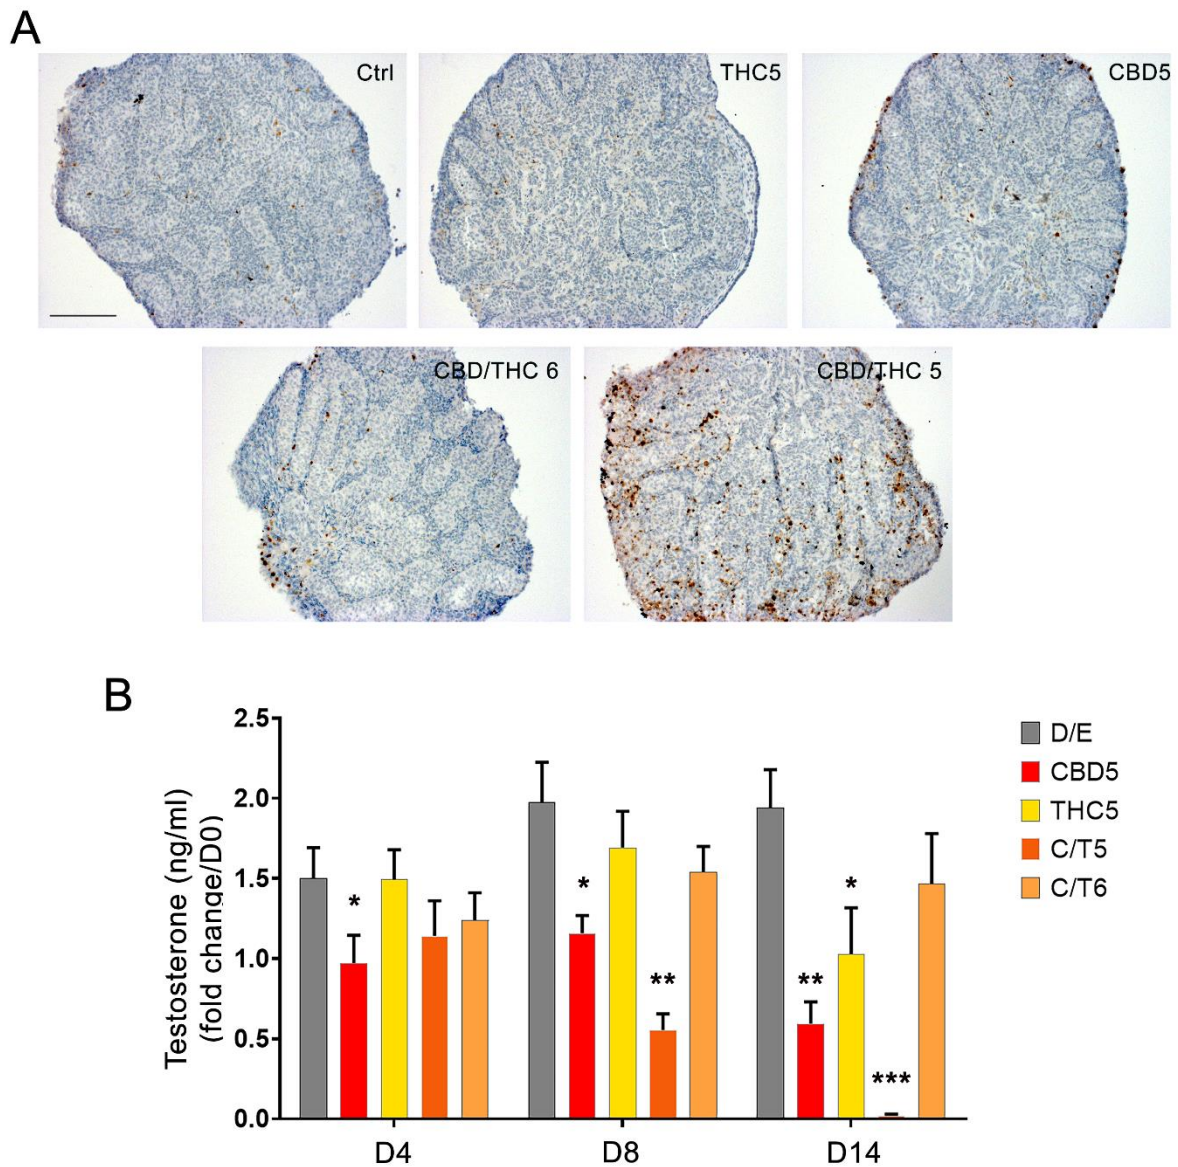 A
Ctrl
THC5
CBD5
CBD/THC 6
CBD/THC 5
B
Testosterone (ng/ml)
(fold change/D0)
2.5
2.0
1.5
1.0
0.5
0.0
*
*
**
**
*
***
D4
D8
D14
D/E
CBD5
THC5
C/T5
C/T6